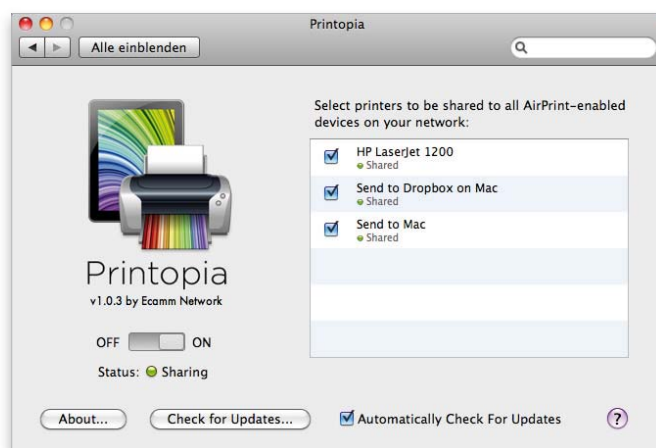 Printopia
Alle einblenden
Select printers to be shared to all AirPrint-enabled
devices on your network:
HP LaserJet 1200
Shared
Send to Dropbox on Mac
Shared
Send to Mac
Shared
Printopia
v1.0.3 by Ecamm Network
OFF ON
Status: Sharing
About... Check for Updates... Automatically Check For Updates ?